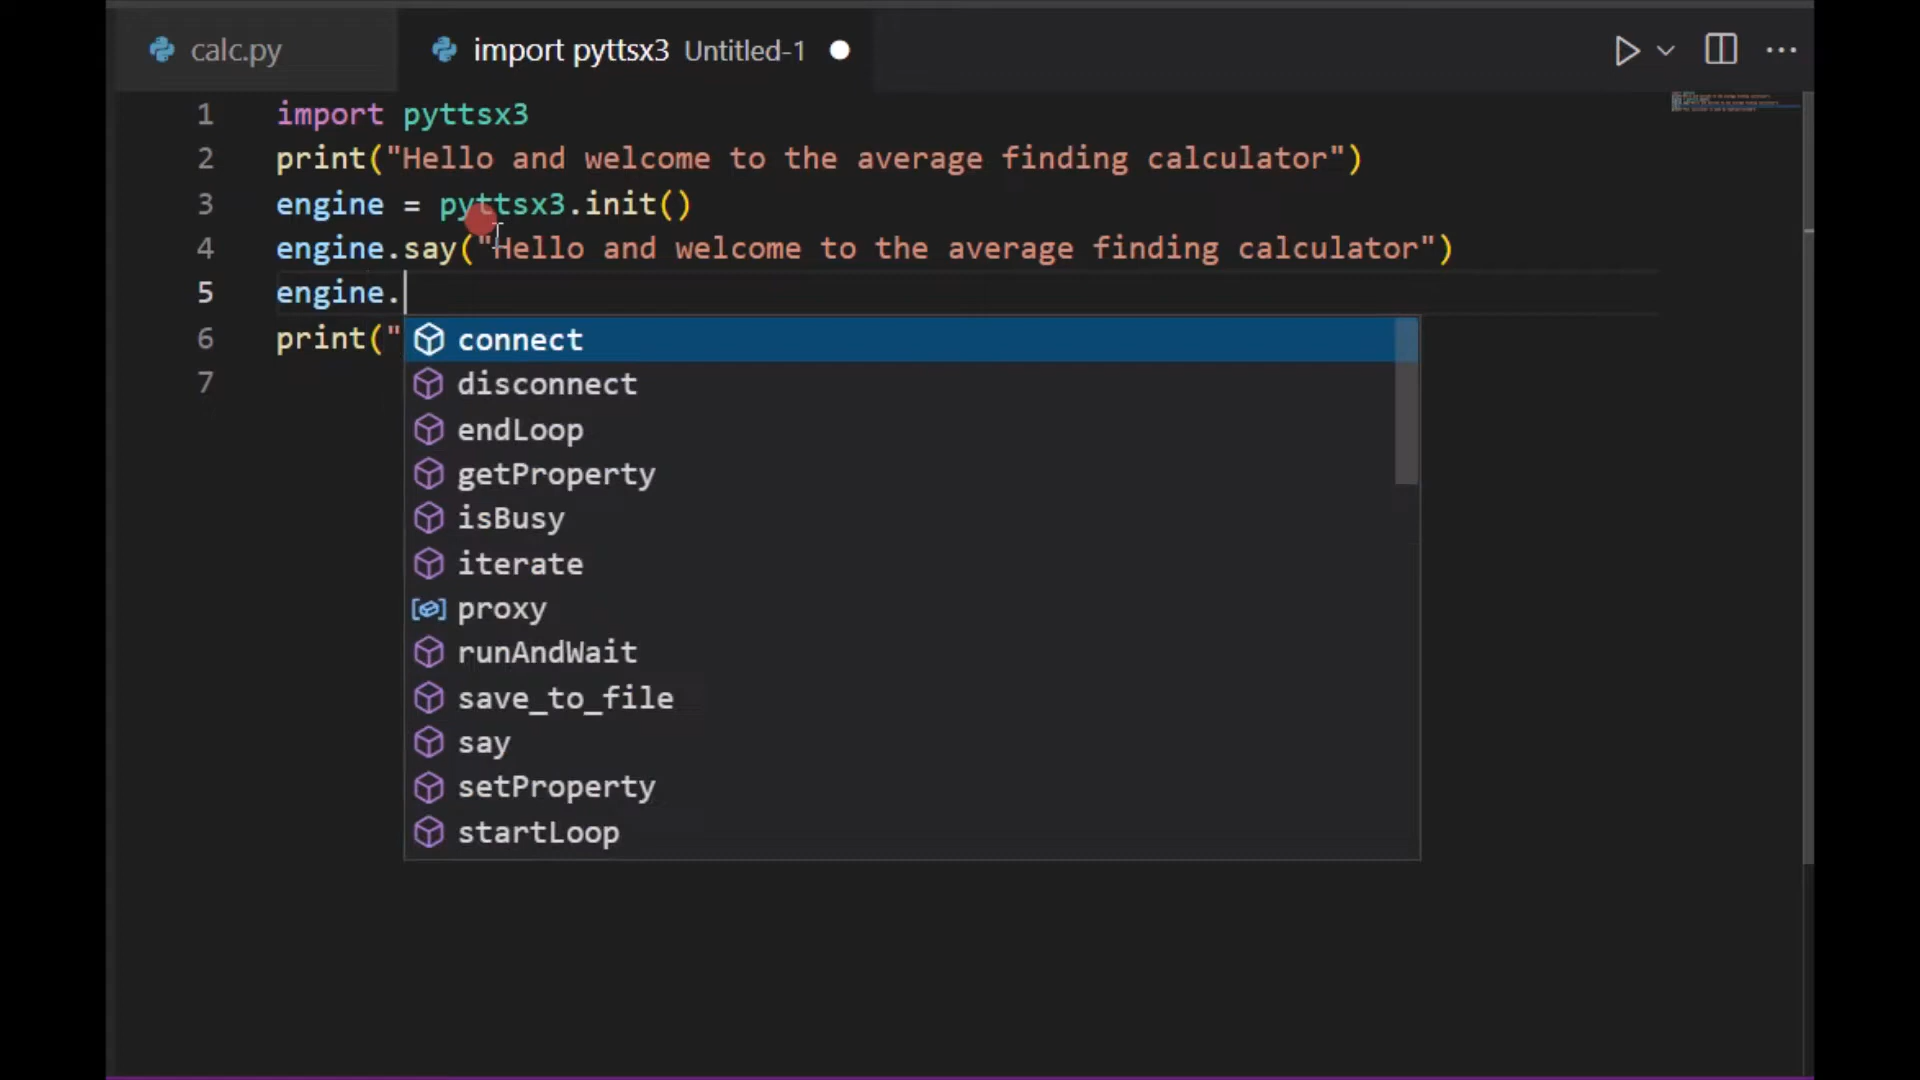 calc.py
import pyttsx3 Untitled-1
1 import pyttsx3
2 print("Hello and welcome to the average finding calculator")
3 engine = pyttsx3.init()
4 engine.say("Hello and welcome to the average finding calculator")
5 engine.
6 print("
7
connect
disconnect
endLoop
getProperty
isBusy
iterate
proxy
runAndWait
save_to_file
say
setProperty
startLoop